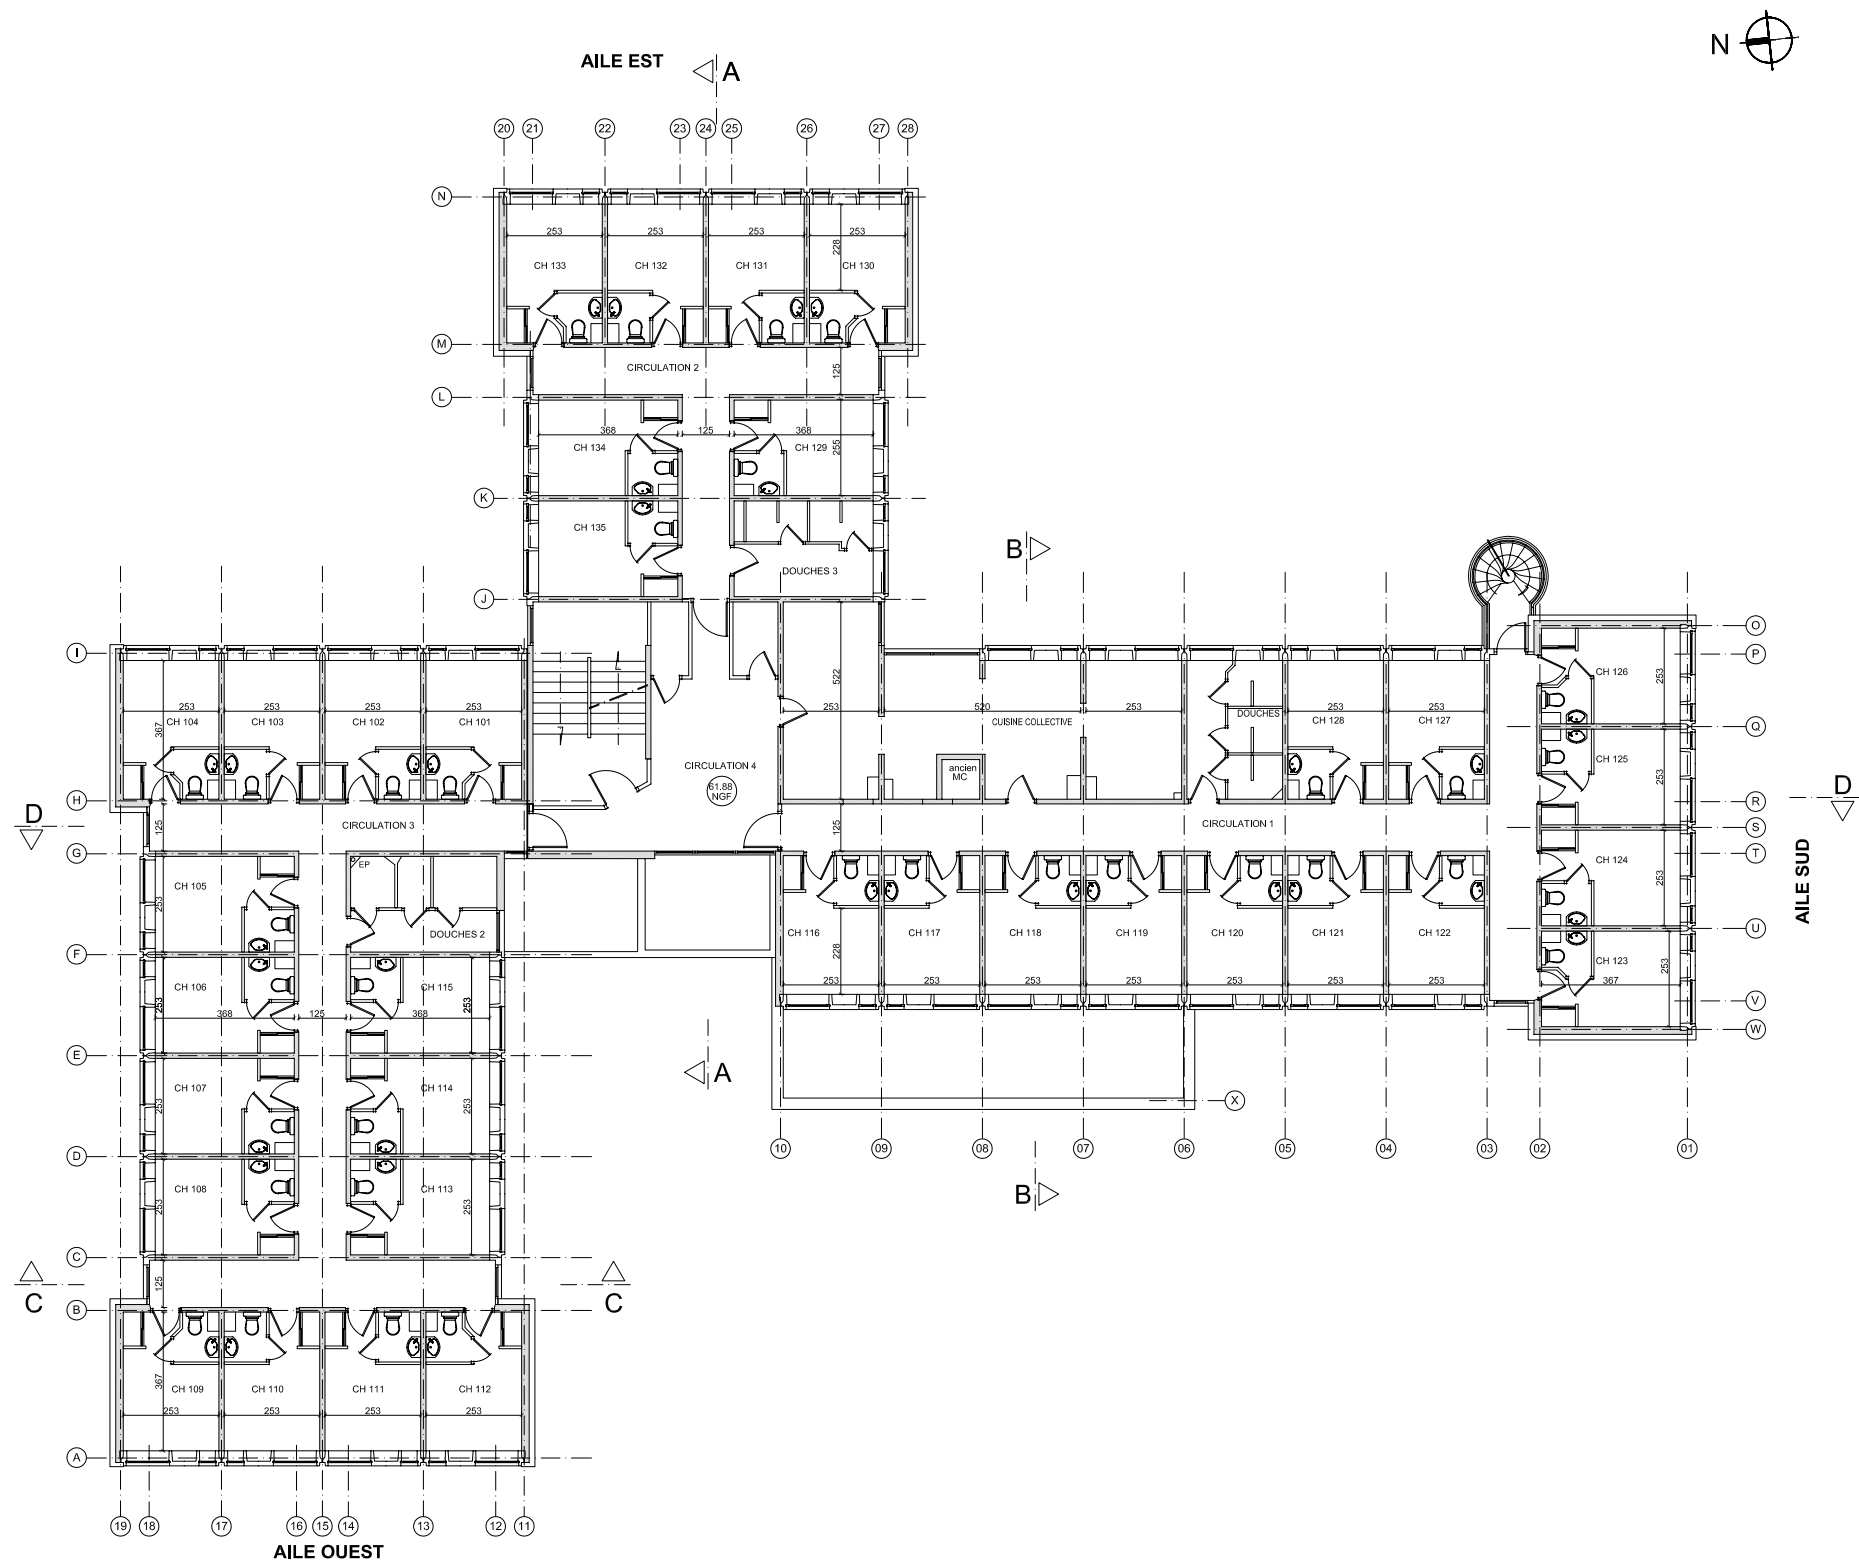 N
AILE EST
A
20 21 22 23 24 25 26 27 28
N
253 253 253 253
228
CH 133 CH 132 CH 131 CH 130
M
CIRCULATION 2
125
L
368 125 368
CH 134 CH 129
255
K
CH 135
B
DOUCHES 3
J
O
I
P
522
CH 126
253
253 253 253 253
253 520 253
253 253
367
CH 104 CH 103 CH 102 CH 101
CUISINE COLLECTIVE
DOUCHES
CH 128 CH 127
Q
CIRCULATION 4
ancien
MC
CH 125
253
61.88
NGF
H
R
D
D
125
CIRCULATION 3
125
CIRCULATION 1
S
G
T
EP
CH 124
253
AILE SUD
CH 105
253
DOUCHES 2
CH 116 CH 117 CH 118 CH 119 CH 120 CH 121 CH 122
U
228
F
CH 123
253
253 253 253 253 253 253 253
367
CH 106 CH 115
253 253
V
368 125 368
W
E
A
CH 107 CH 114
253 253
X
D
10 09 08 07 06 05 04 03 02 01
CH 108 CH 113
253 253
B
C
C
C
125
B
367
CH 109 CH 110 CH 111 CH 112
253 253 253 253
A
19 18 17 16 15 14 13 12 11
AILE OUEST